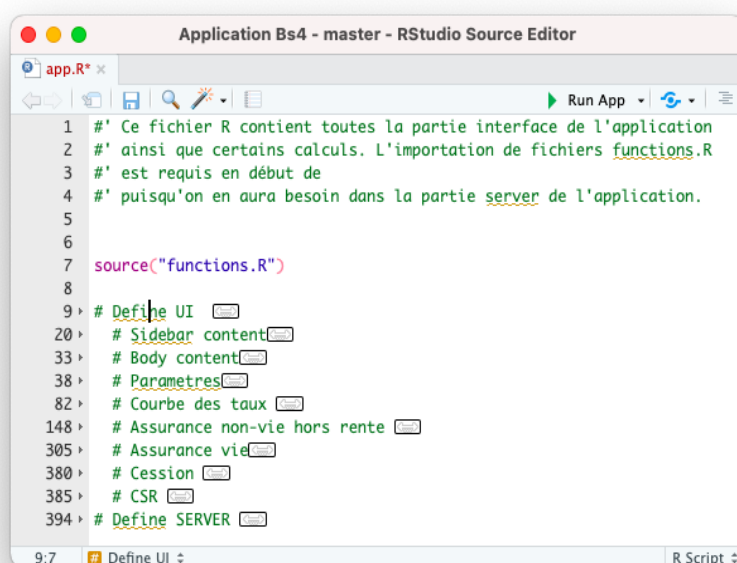 Application Bs4 - master - RStudio Source Editor
app.R*
Run App
1 #' Ce fichier R contient toutes la partie interface de l'application
2 #' ainsi que certains calculs. L'importation de fichiers functions.R
3 #' est requis en début de
4 #' puisqu'on en aura besoin dans la partie server de l'application.
5
6
7 source("functions.R")
8
9 # Define UI
20 # Sidebar content
33 # Body content
38 # Parametres
82 # Courbe des taux
148 # Assurance non-vie hors rente
305 # Assurance vie
380 # Cession
385 # CSR
394 # Define SERVER
9:7 # Define UI R Script